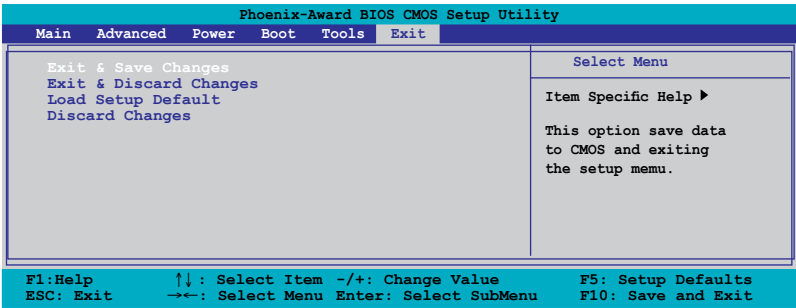 Phoenix-Award BIOS CMOS Setup Utility
Main Advanced Power Boot Tools Exit
Exit & Save Changes
Exit & Discard Changes
Load Setup Default
Discard Changes
Select Menu
Item Specific Help ▶
This option save data
to CMOS and exiting
the setup memu.
F1:Help ↑↓: Select Item -/+: Change Value F5: Setup Defaults
ESC: Exit →←: Select Menu Enter: Select SubMenu F10: Save and Exit